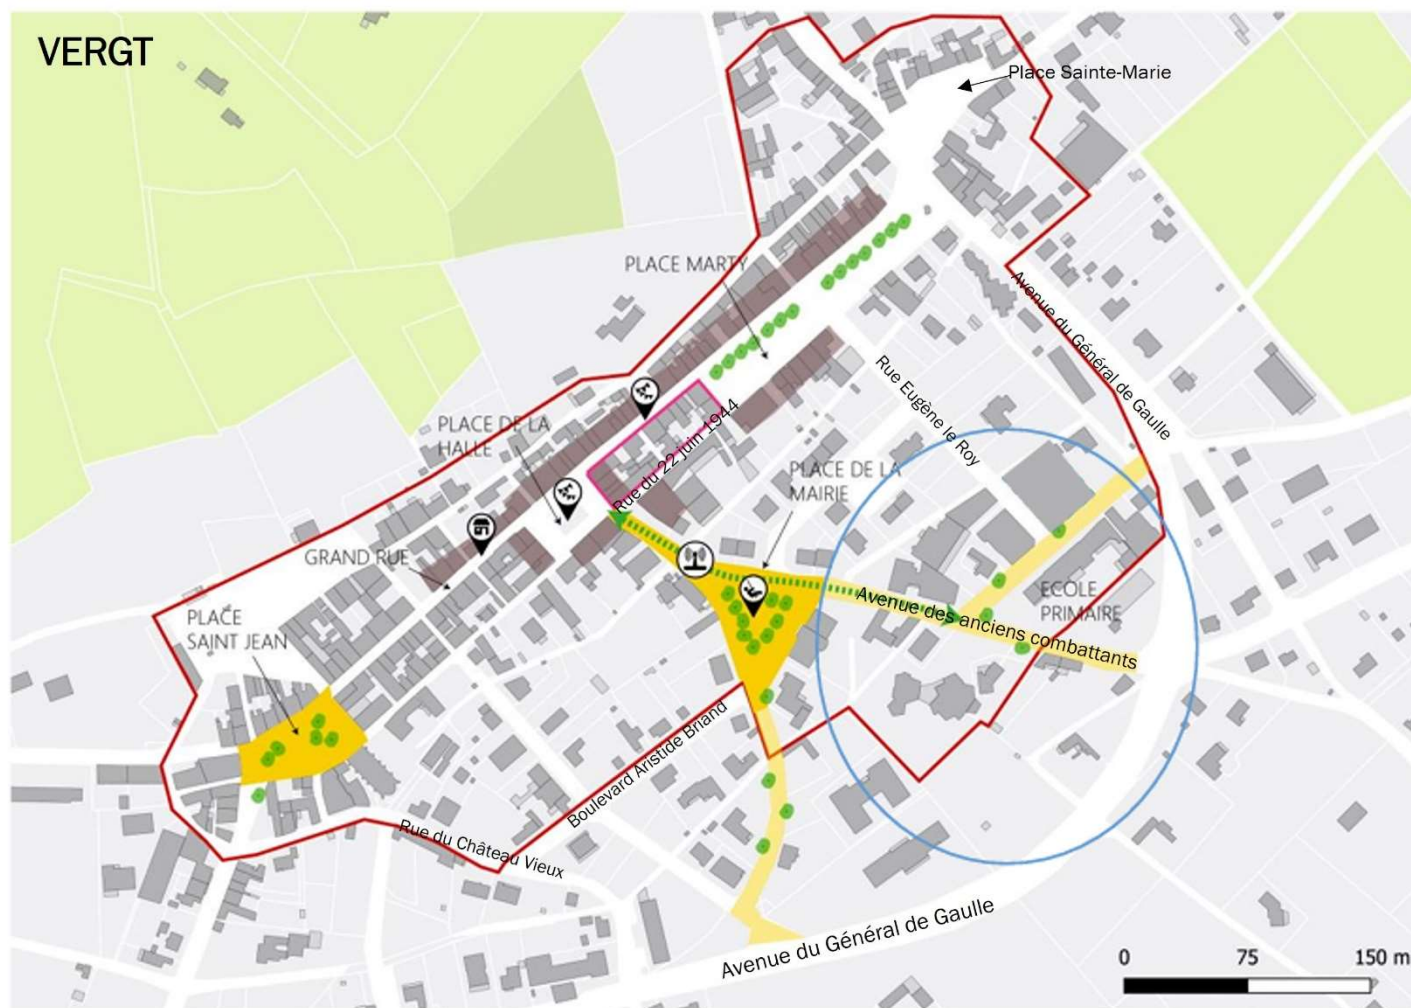 VERGT
Place Sainte-Marie
PLACE MARTY
Avenue du Général de Gaulle
Rue Eugène le Roy
PLACE DE LA
HALLE
Rue du 22 juin 1944
PLACE DE LA
MAIRIE
GRAND RUE
PLACE
SAINT JEAN
ECOLE
PRIMAIRE
Avenue des anciens combattants
Boulevard Aristide Briand
Rue du Château Vieux
Avenue du Général de Gaulle
0 75 150 m